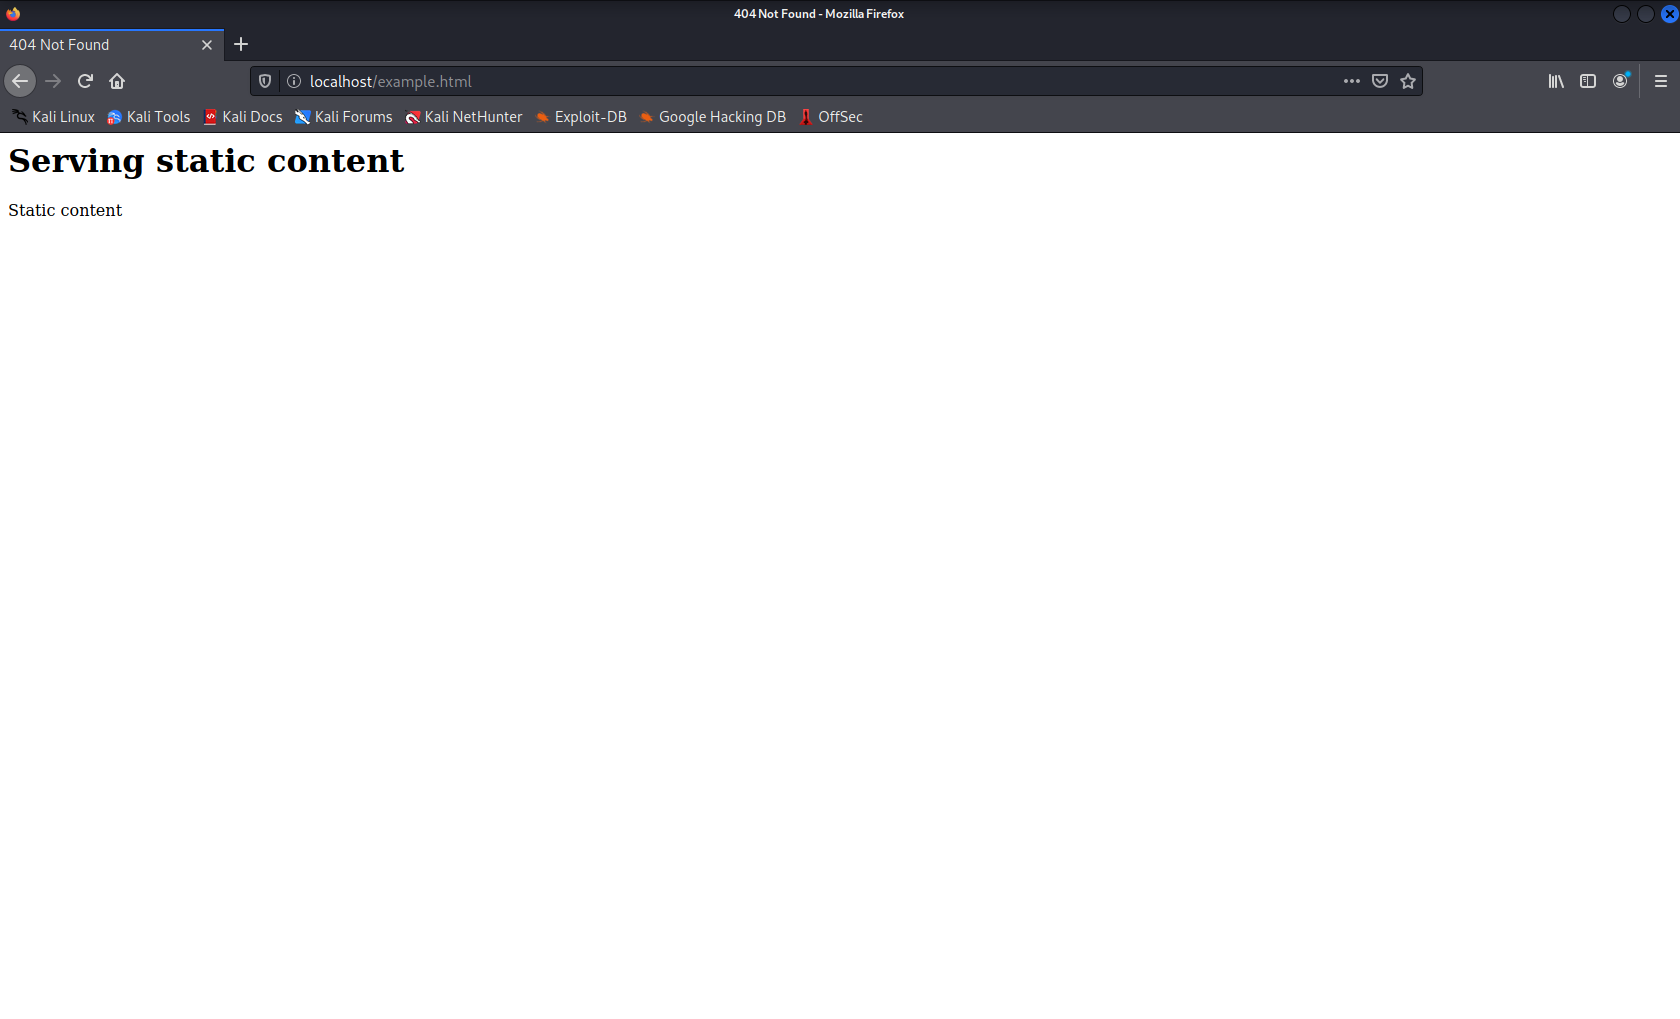 404 Not Found - Mozilla Firefox
404 Not Found
localhost/example.html
Kali Linux Kali Tools Kali Docs Kali Forums Kali NetHunter Exploit-DB Google Hacking DB OffSec
Serving static content
Static content